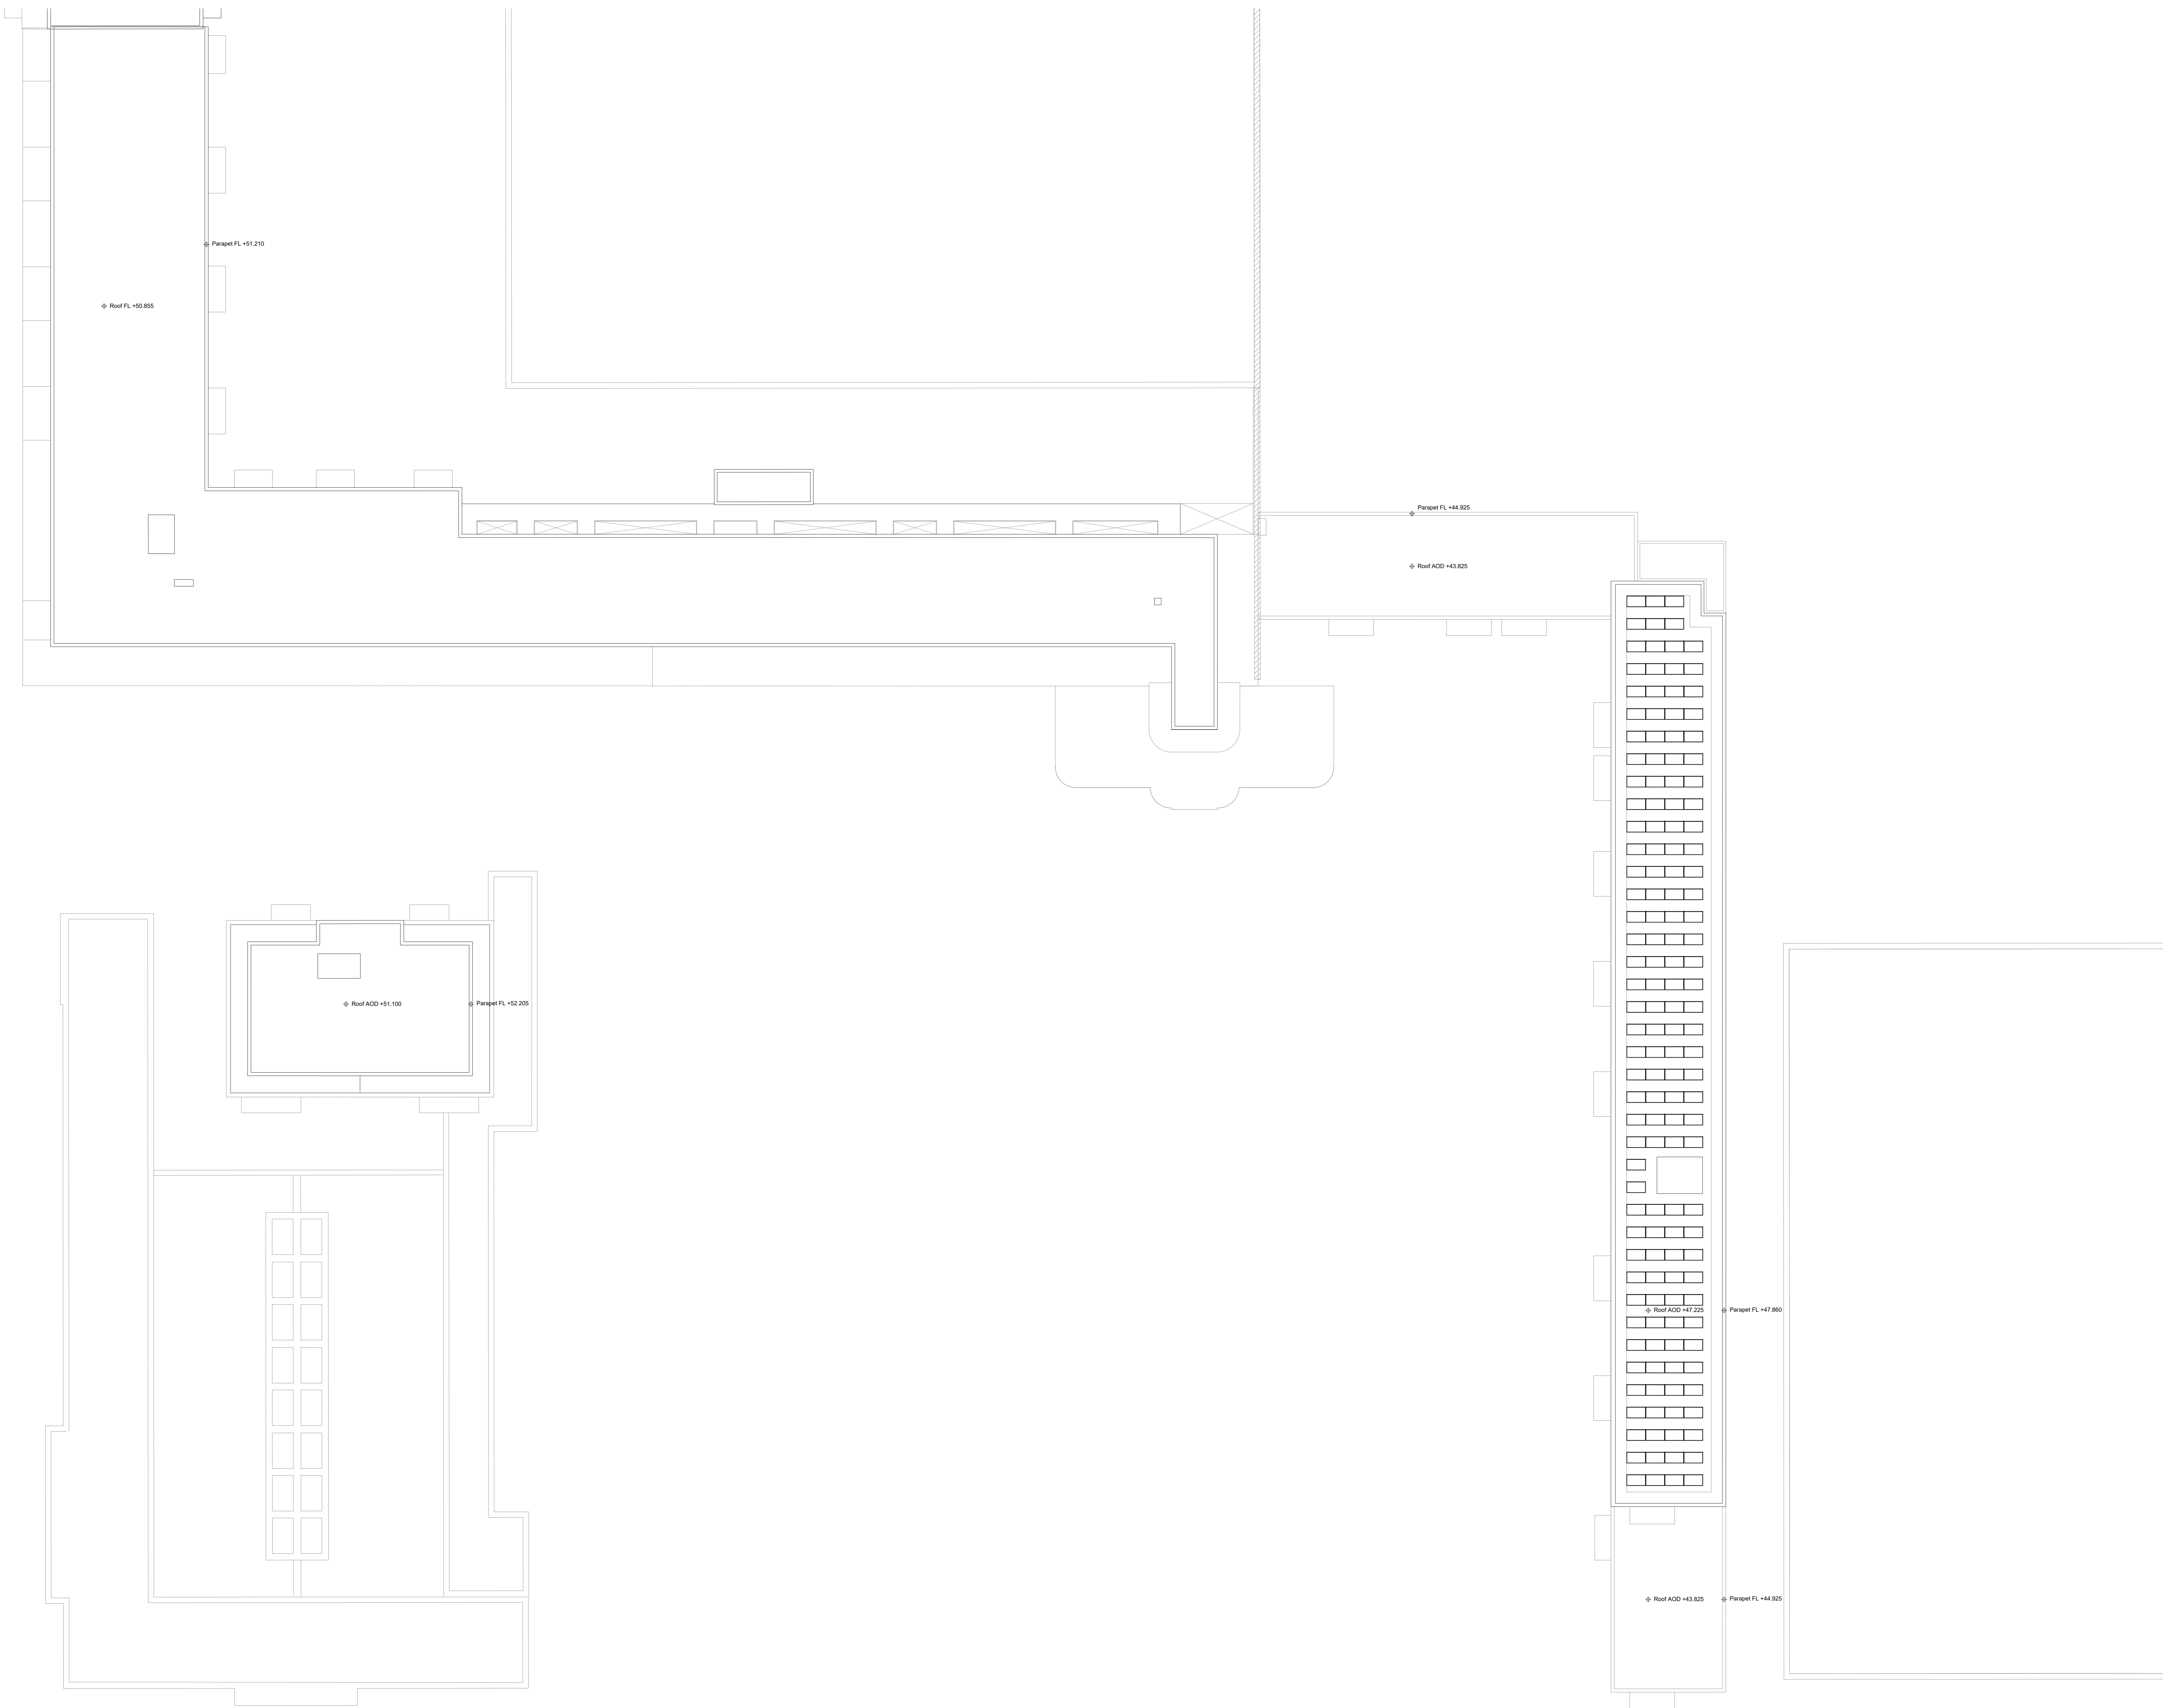 Parapet FL +51.210
Roof FL +50.855
Parapet FL +44.925
Roof AOD +43.825
Roof AOD +51.100
Parapet FL +52.205
Roof AOD +47.225
Parapet FL +47.860
Roof AOD +43.825
Parapet FL +44.925